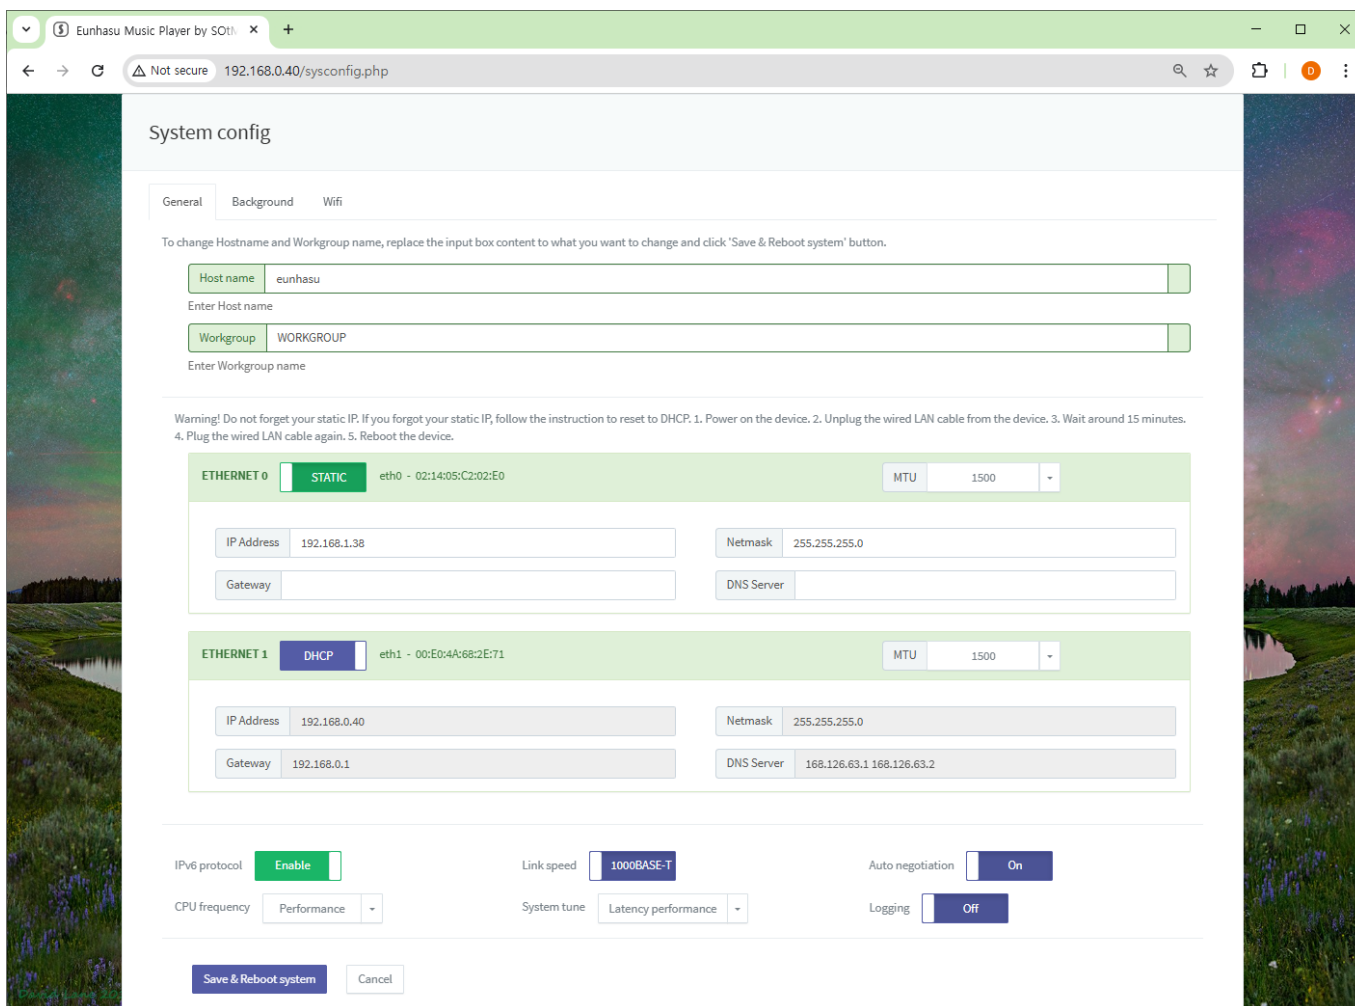 Eunhasu Music Player by SOtM
Not secure 192.168.0.40/sysconfig.php
D
System config
General Background Wifi
To change Hostname and Workgroup name, replace the input box content to what you want to change and click 'Save & Reboot system' button.
Host name eunhasu
Enter Host name
Workgroup WORKGROUP
Enter Workgroup name
Warning! Do not forget your static IP. If you forgot your static IP, follow the instruction to reset to DHCP. 1. Power on the device. 2. Unplug the wired LAN cable from the device. 3. Wait around 15 minutes.
4. Plug the wired LAN cable again. 5. Reboot the device.
ETHERNET 0 STATIC eth0 - 02:14:05:C2:02:E0 MTU 1500
IP Address 192.168.1.38 Netmask 255.255.255.0
Gateway DNS Server
ETHERNET 1 DHCP eth1 - 00:E0:4A:68:2E:71 MTU 1500
IP Address 192.168.0.40 Netmask 255.255.255.0
Gateway 192.168.0.1 DNS Server 168.126.63.1 168.126.63.2
IPv6 protocol Enable Link speed 1000BASE-T Auto negotiation On
CPU frequency Performance System tune Latency performance Logging Off
Save & Reboot system Cancel